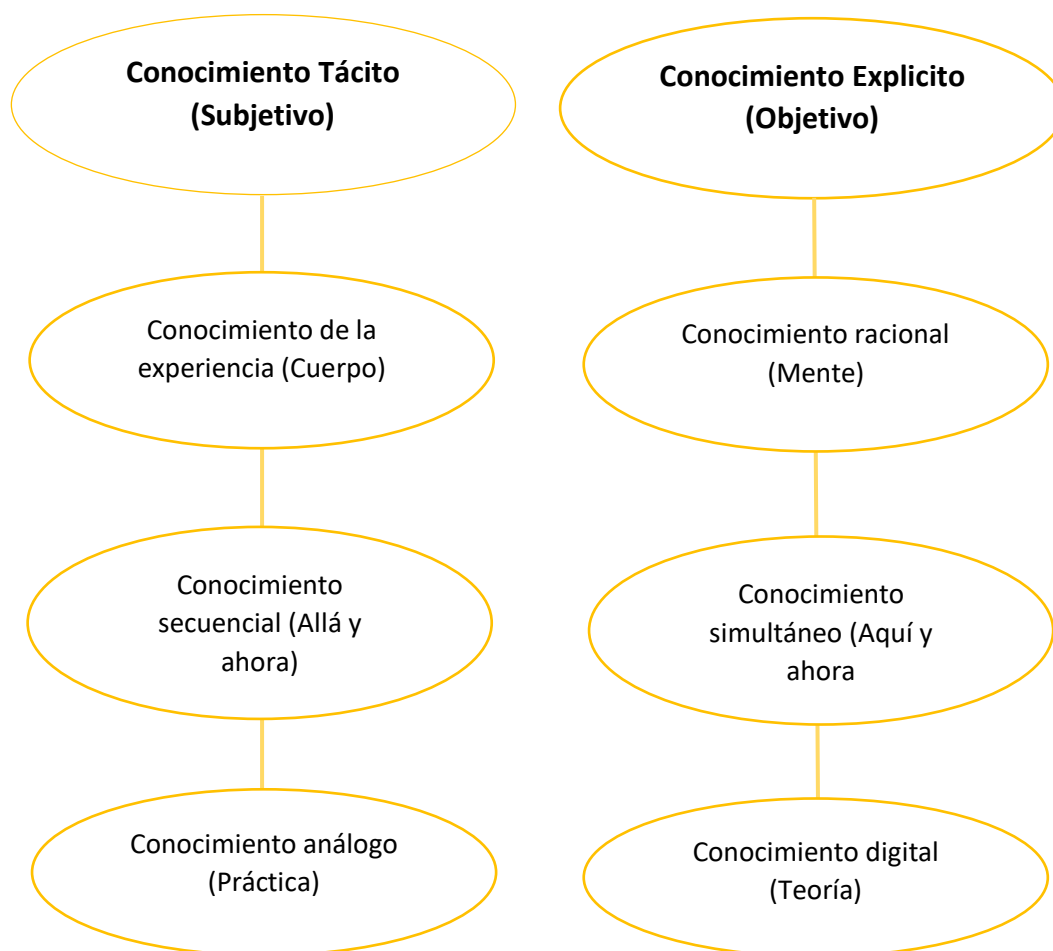 Conocimiento Tácito
(Subjetivo)
Conocimiento de la
experiencia (Cuerpo)
Conocimiento
secuencial (Allá y
ahora)
Conocimiento análogo
(Práctica)
Conocimiento Explicito
(Objetivo)
Conocimiento racional
(Mente)
Conocimiento
simultáneo (Aquí y
ahora
Conocimiento digital
(Teoría)